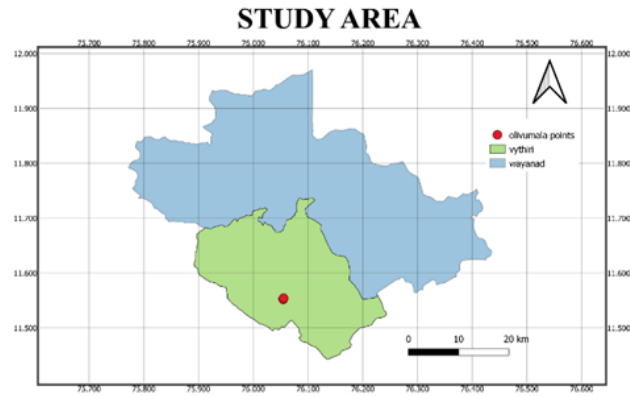 STUDY AREA
75.700 75.800 75.900 76.000 76.100 76.200 76.300 76.400 76.500 76.600
12.000 12.000
11.900 11.900
11.800 11.800
11.700 11.700
11.600 11.600
11.500 11.500
olivumala points
vythiri
wayanad
0 10 20 km
75.700 75.800 75.900 76.000 76.100 76.200 76.300 76.400 76.500 76.600